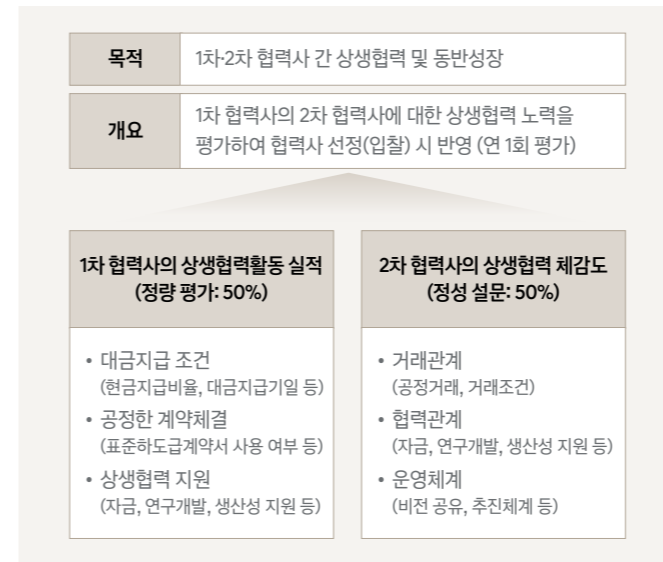 목적
1차·2차 협력사 간 상생협력 및 동반성장
개요
1차 협력사의 2차 협력사에 대한 상생협력 노력을
평가하여 협력사 선정(입찰) 시 반영 (연 1회 평가)
1차 협력사의 상생협력활동 실적
(정량 평가: 50%)
• 대금지급 조건
(현금지급비율, 대금지급기일 등)
• 공정한 계약체결
(표준하도급계약서 사용 여부 등)
• 상생협력 지원
(자금, 연구개발, 생산성 지원 등)
2차 협력사의 상생협력 체감도
(정성 설문: 50%)
• 거래관계
(공정거래, 거래조건)
• 협력관계
(자금, 연구개발, 생산성 지원 등)
• 운영체계
(비전 공유, 추진체계 등)